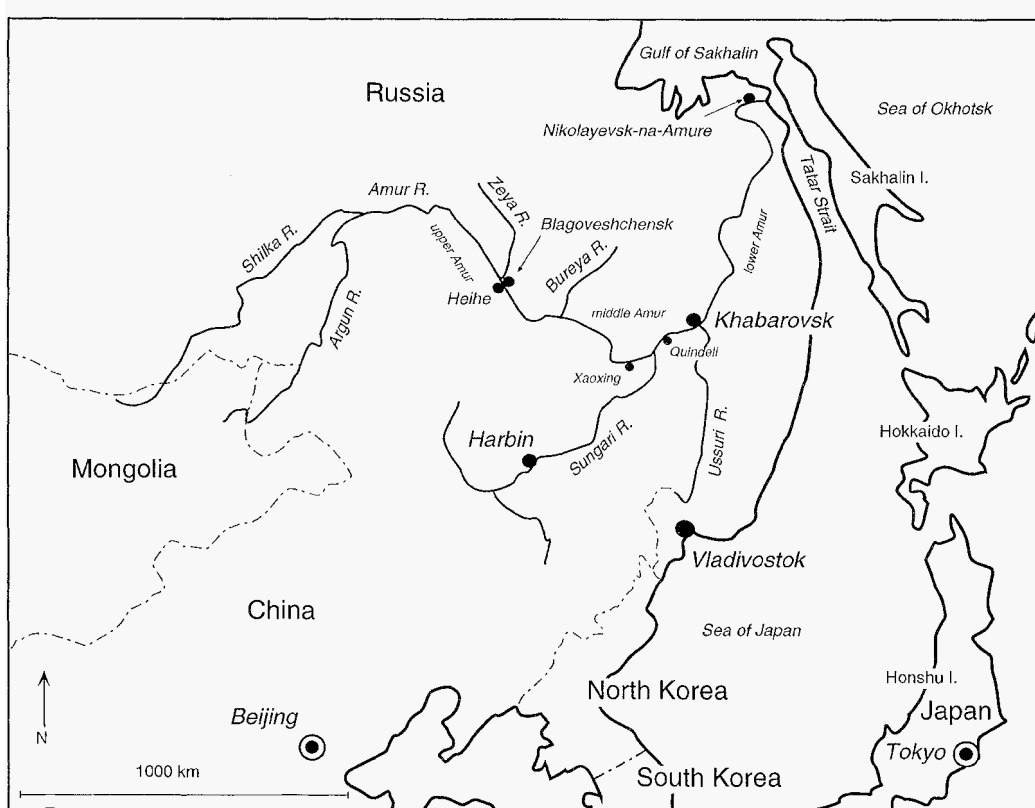 Gulf of Sakhalin
Russia
Sea of Okhotsk
Nikolayevsk-na-Amure
Tatar Strait
Sakhalin I.
Amur R.
Zeya R.
Blagoveshchensk
Shilka R.
upper Amur
Bureya R.
lower Amur
Heihe
Argun R.
middle Amur
Khabarovsk
Quindeli
Xaoxing
Ussuri R.
Hokkaido I.
Harbin
Sungari R.
Mongolia
Vladivostok
China
Sea of Japan
Honshu I.
North Korea
Japan
Beijing
N
Tokyo
1000 km
South Korea